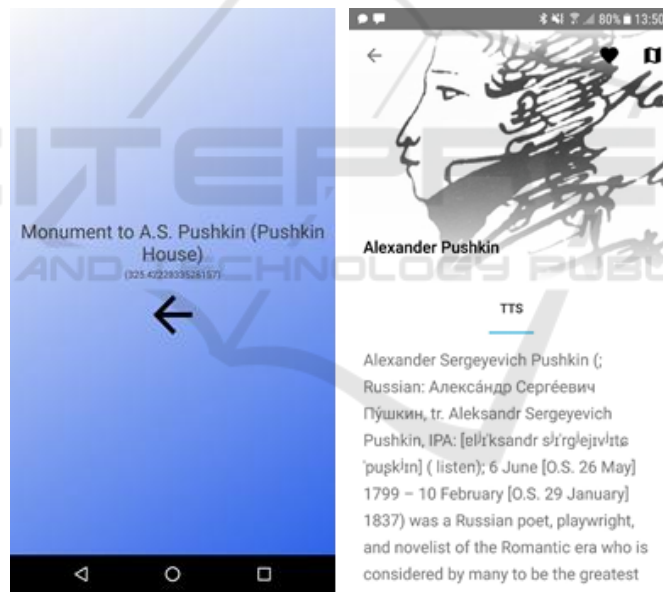 Monument to A.S. Pushkin (Pushkin
House)
80% 13:50
Alexander Pushkin
TTS
Alexander Sergeyevich Pushkin (;
Russian: Алекса́ндр Серге́евич
Пу́шкин, tr. Aleksandr Sergeyevich
Pushkin, IPA: [ɐlʲɪˈksandr sʲɪˈrɡʲejɪvʲɪtɕ
ˈpuʂkʲɪn] ( listen); 6 June [O.S. 26 May]
1799 – 10 February [O.S. 29 January]
1837) was a Russian poet, playwright,
and novelist of the Romantic era who is
considered by many to be the greatest